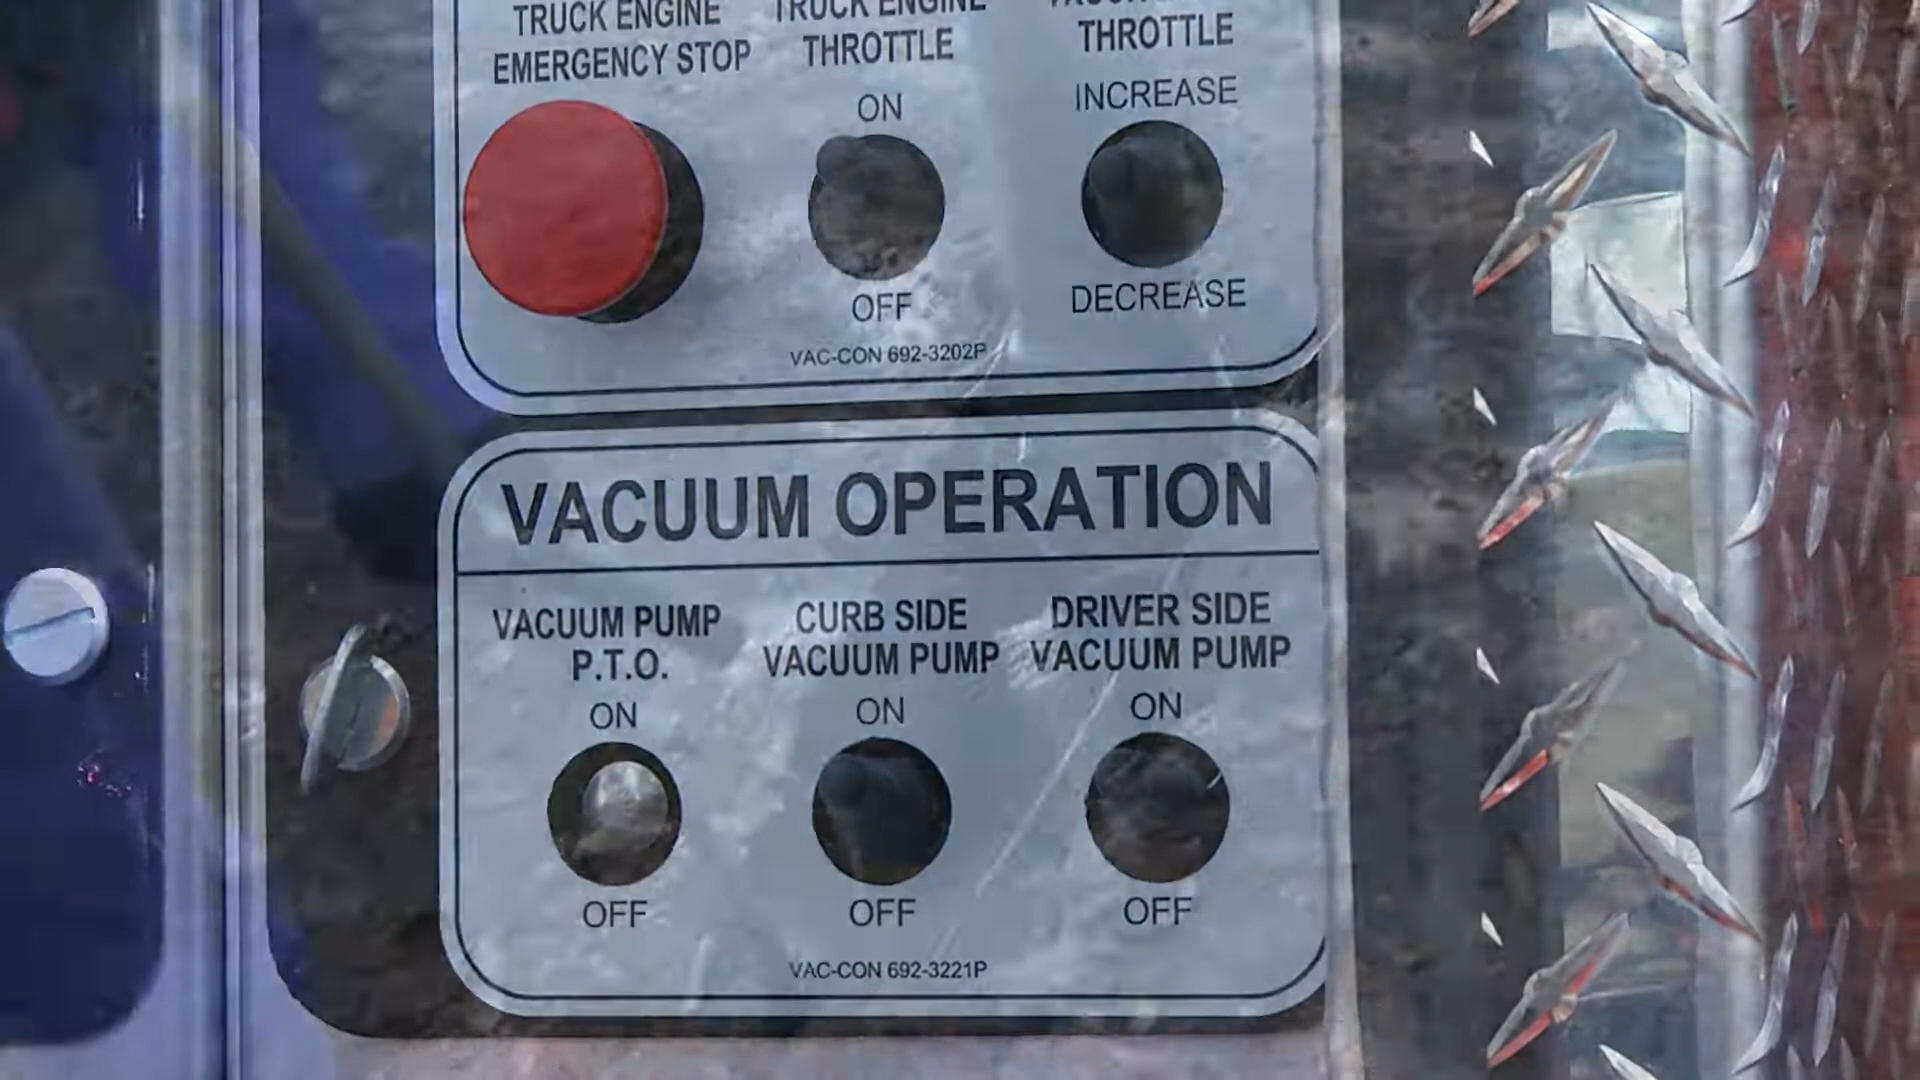 TRUCK ENGINE
EMERGENCY STOP
TRUCK ENGINE
THROTTLE
ON
OFF
THROTTLE
INCREASE
DECREASE
VAC-CON 692-3202P
VACUUM OPERATION
VACUUM PUMP
P.T.O.
ON
OFF
CURB SIDE
VACUUM PUMP
ON
OFF
DRIVER SIDE
VACUUM PUMP
ON
OFF
VAC-CON 692-3221P